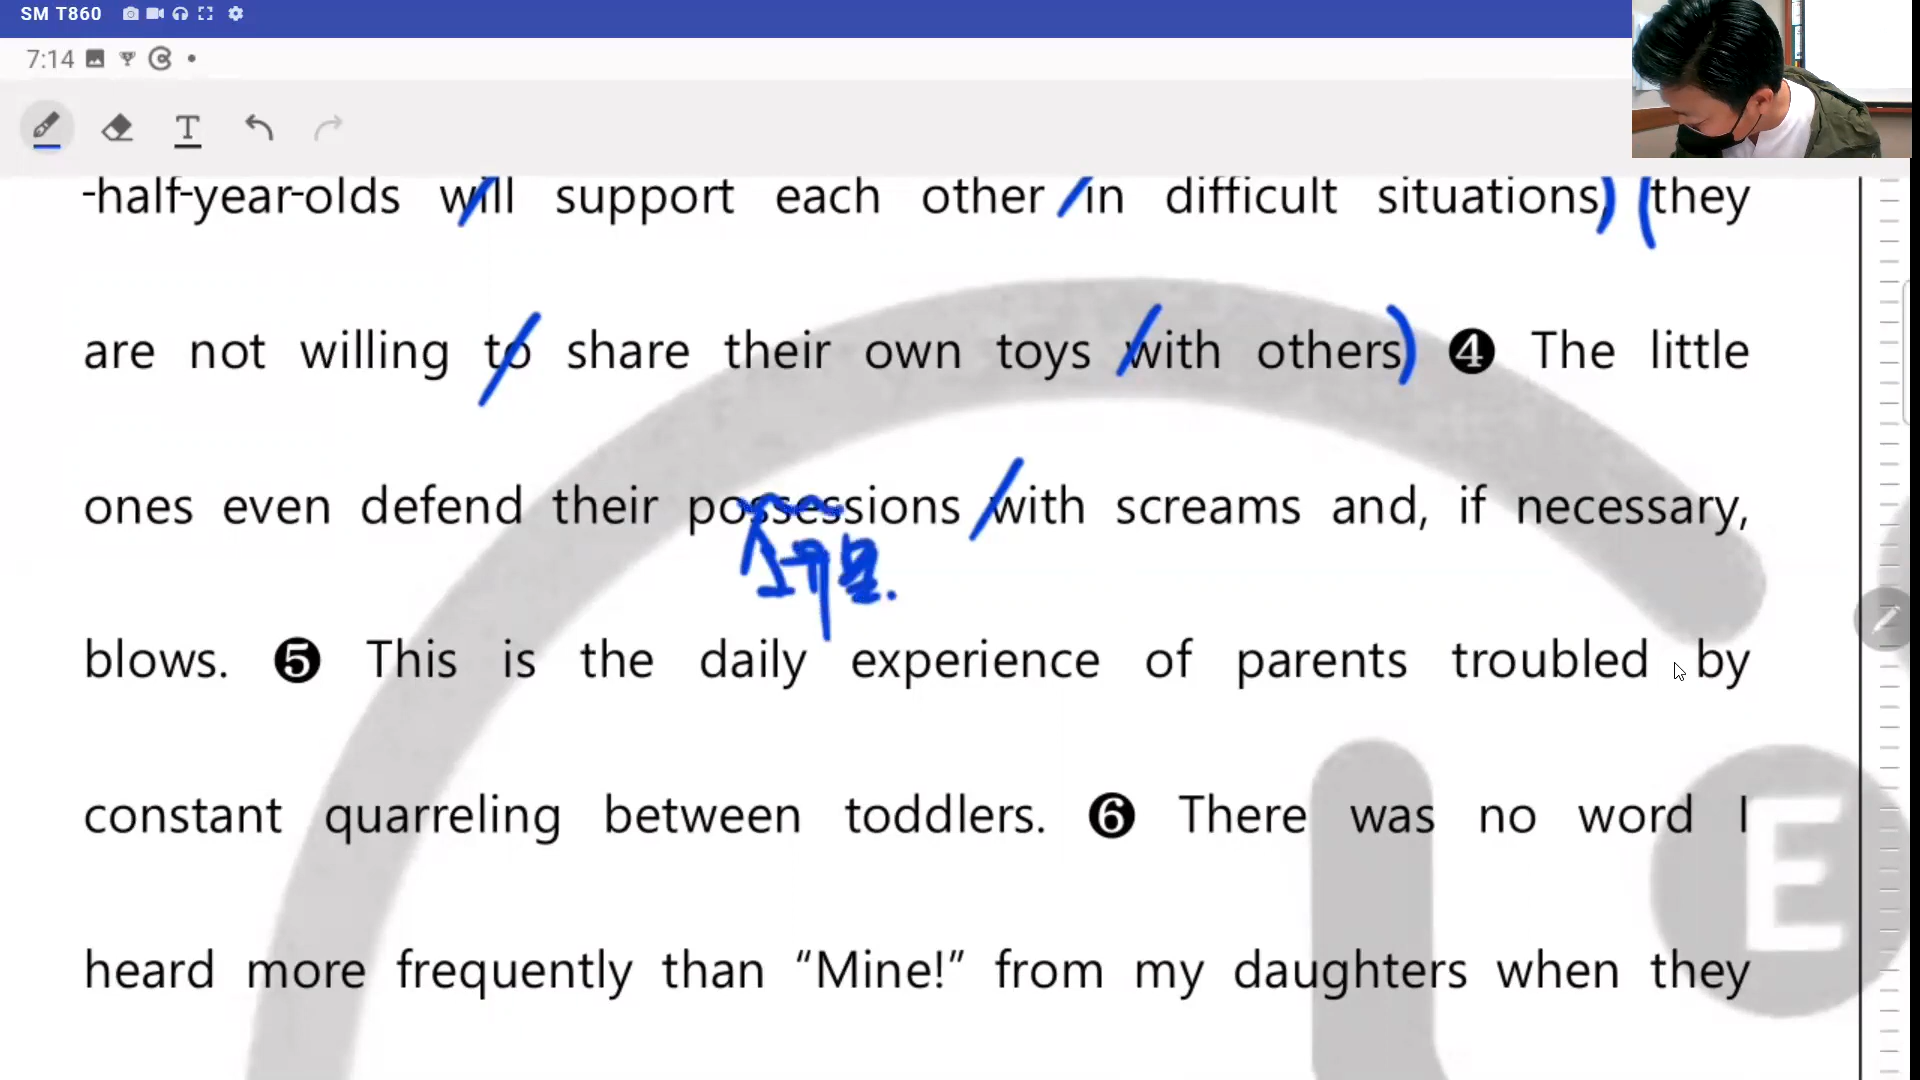 SM T860
7:14
-half-year-olds will support each other in difficult situations, they
are not willing to share their own toys with others. ❹ The little
ones even defend their possessions with screams and, if necessary,
소유물.
blows. ❺ This is the daily experience of parents troubled by
constant quarreling between toddlers. ❻ There was no word I
heard more frequently than “Mine!” from my daughters when they
E